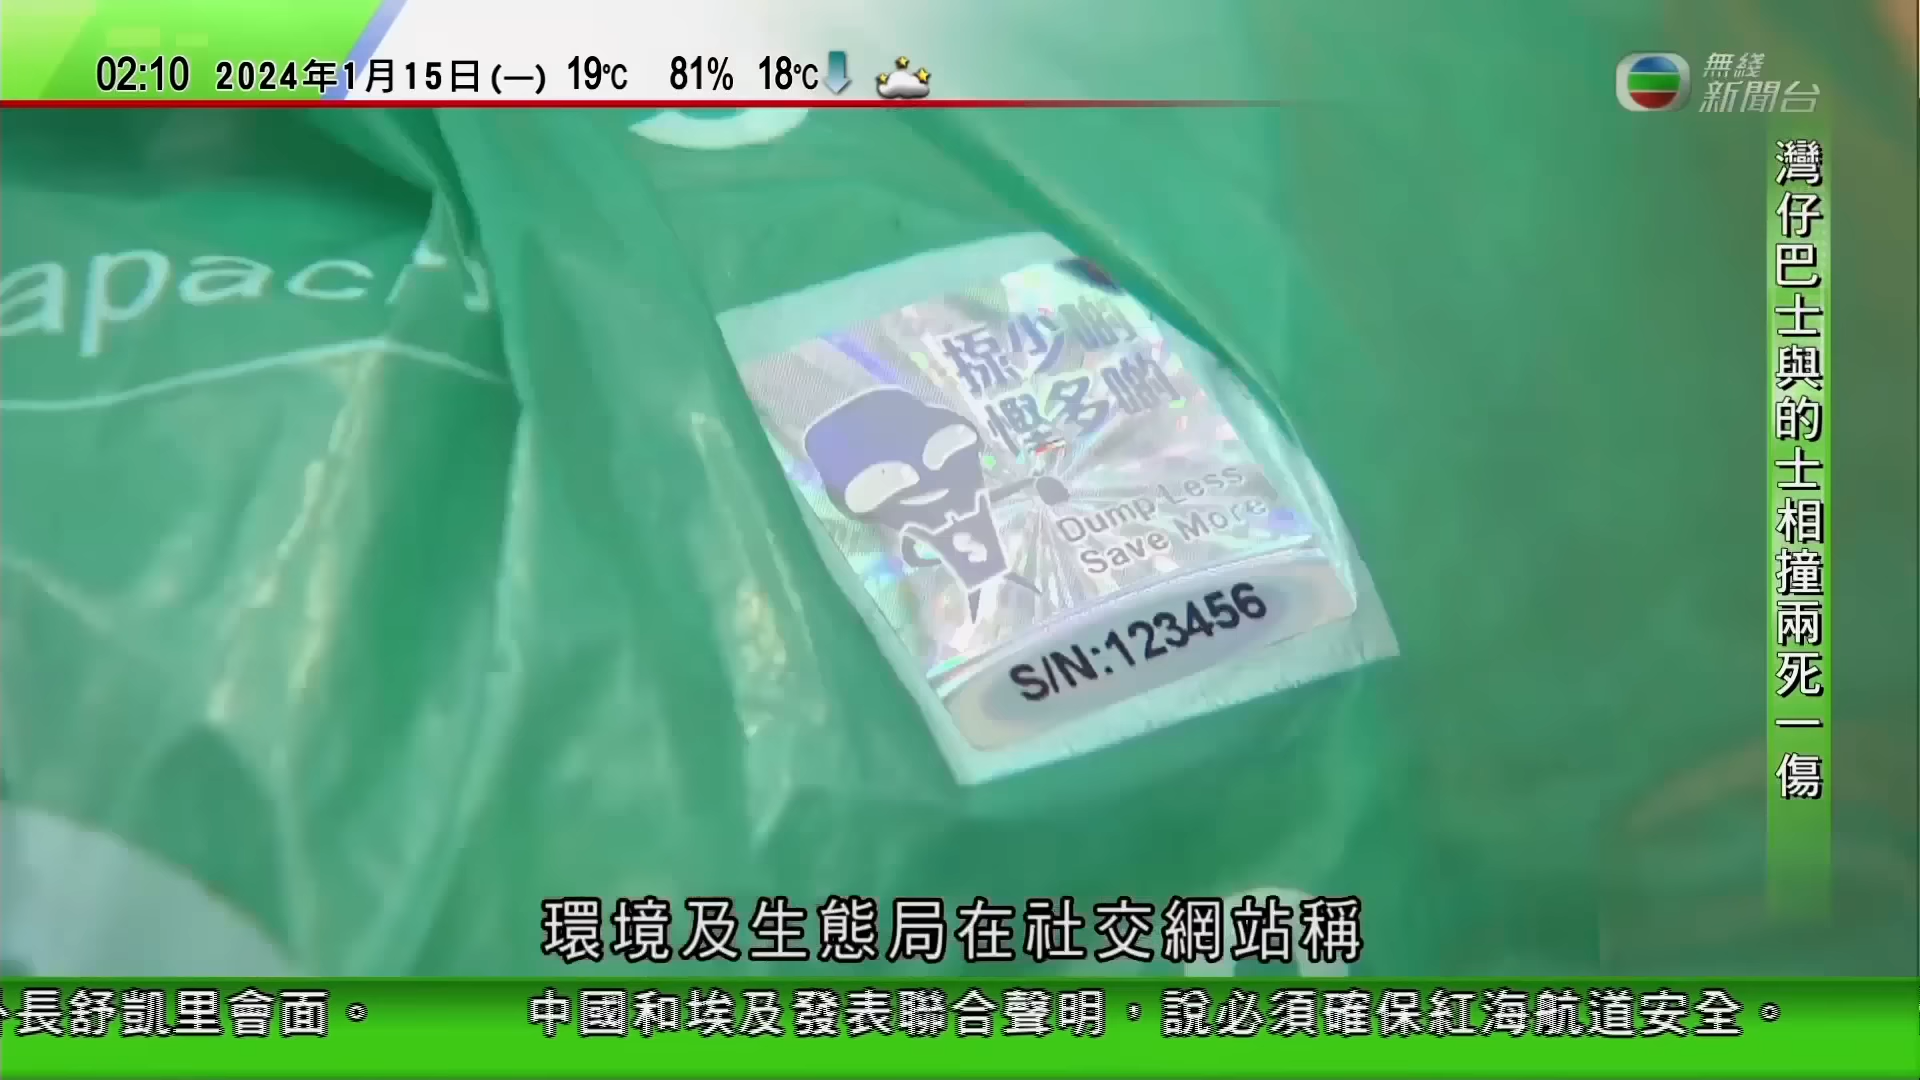 02:10 2024年1月15日(一) 19℃ 81% 18℃
無綫
新聞台
灣仔巴士與的士相撞兩死一傷
apacity
揼少啲
慳多啲
Dump Less
Save More
S/N:123456
環境及生態局在社交網站稱
外長舒凱里會面。 中國和埃及發表聯合聲明，說必須確保紅海航道安全。